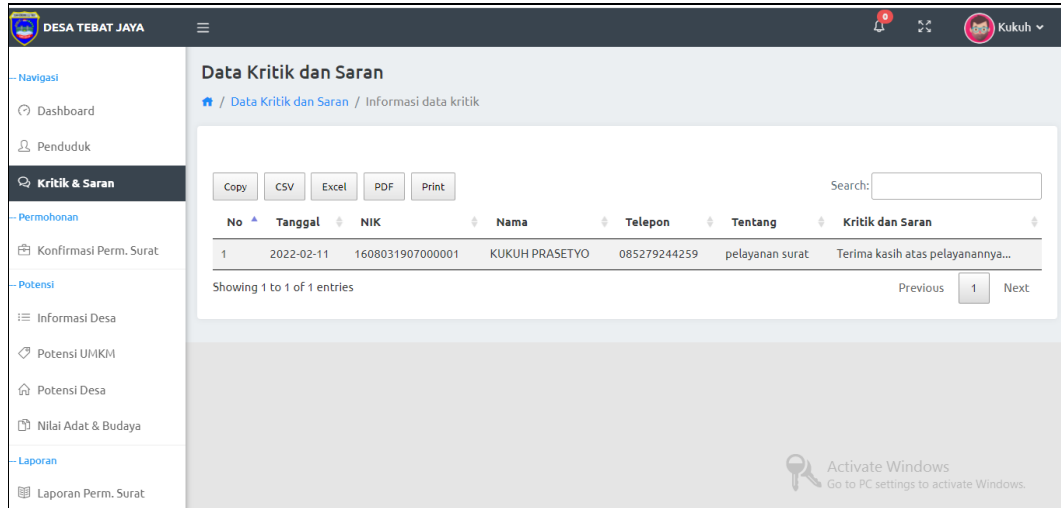 DESA TEBAT JAYA
0
Kukuh
-- Navigasi
Dashboard
Penduduk
Kritik & Saran
-- Permohonan
Konfirmasi Perm. Surat
-- Potensi
Informasi Desa
Potensi UMKM
Potensi Desa
Nilai Adat & Budaya
-- Laporan
Laporan Perm. Surat
Data Kritik dan Saran
/ Data Kritik dan Saran / Informasi data kritik
Copy CSV Excel PDF Print
Search:
No Tanggal NIK Nama Telepon Tentang Kritik dan Saran
1 2022-02-11 1608031907000001 KUKUH PRASETYO 085279244259 pelayanan surat Terima kasih atas pelayanannya...
Showing 1 to 1 of 1 entries
Previous 1 Next
Activate Windows
Go to PC settings to activate Windows.